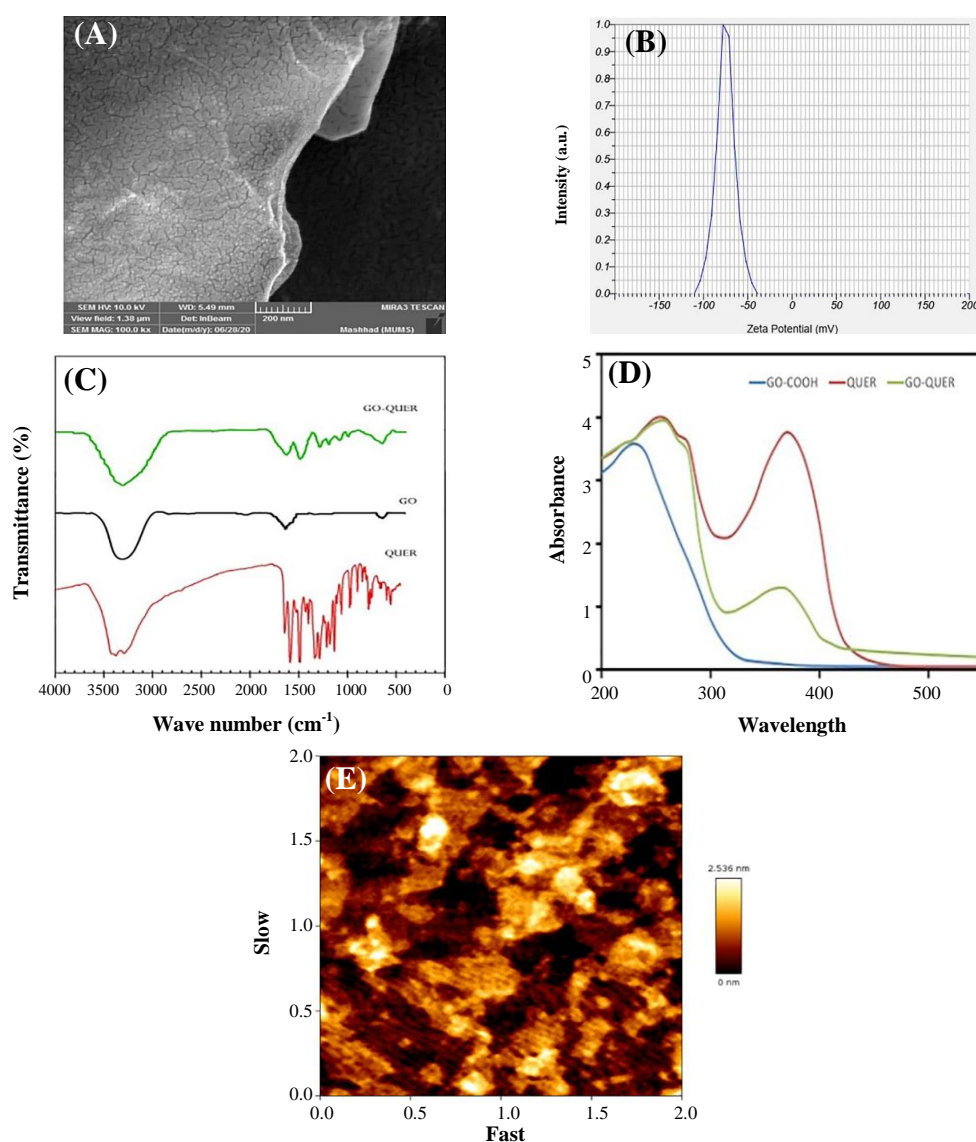 (A)
SEM HV: 10.0 kV WD: 5.49 mm MIRA3 TESCAN
View field: 1.38 µm Det: InBeam 200 nm
SEM MAG: 100.0 kx Date(m/d/y): 06/28/20 Mashhad (MUMS)
(B)
Intensity (a.u.)
1.0
0.9
0.8
0.7
0.6
0.5
0.4
0.3
0.2
0.1
0.0
-150 -100 -50 0 50 100 150 200
Zeta Potential (mV)
(C)
Transmittance (%)
GO-QUER
GO
QUER
4000 3500 3000 2500 2000 1500 1000 500 0
Wave number (cm-1)
(D)
GO-COOH QUER GO-QUER
Absorbance
5
4
3
2
1
0
200 300 400 500
Wavelength
(E)
Slow
2.0
1.5
1.0
0.5
0.0
0.0 0.5 1.0 1.5 2.0
Fast
2.536 nm
0 nm